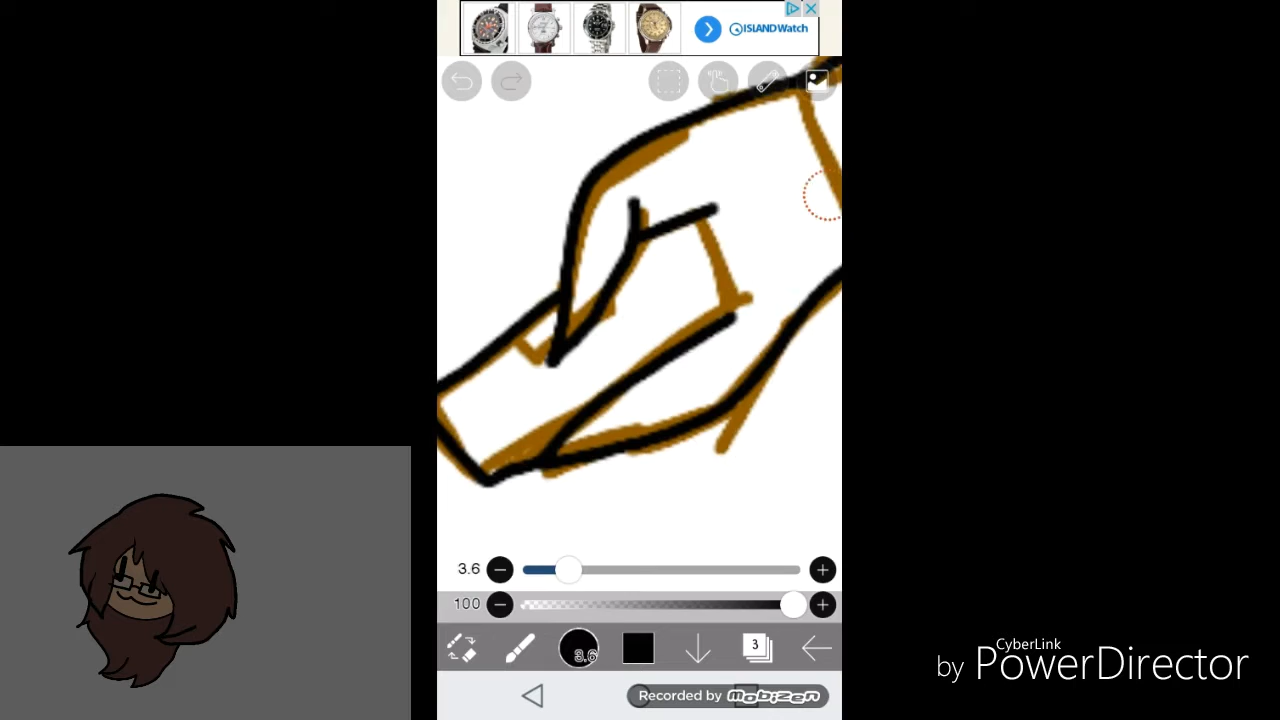 ISLAND Watch
3.6
100
3.6
3
Recorded by mobizen
CyberLink
by PowerDirector